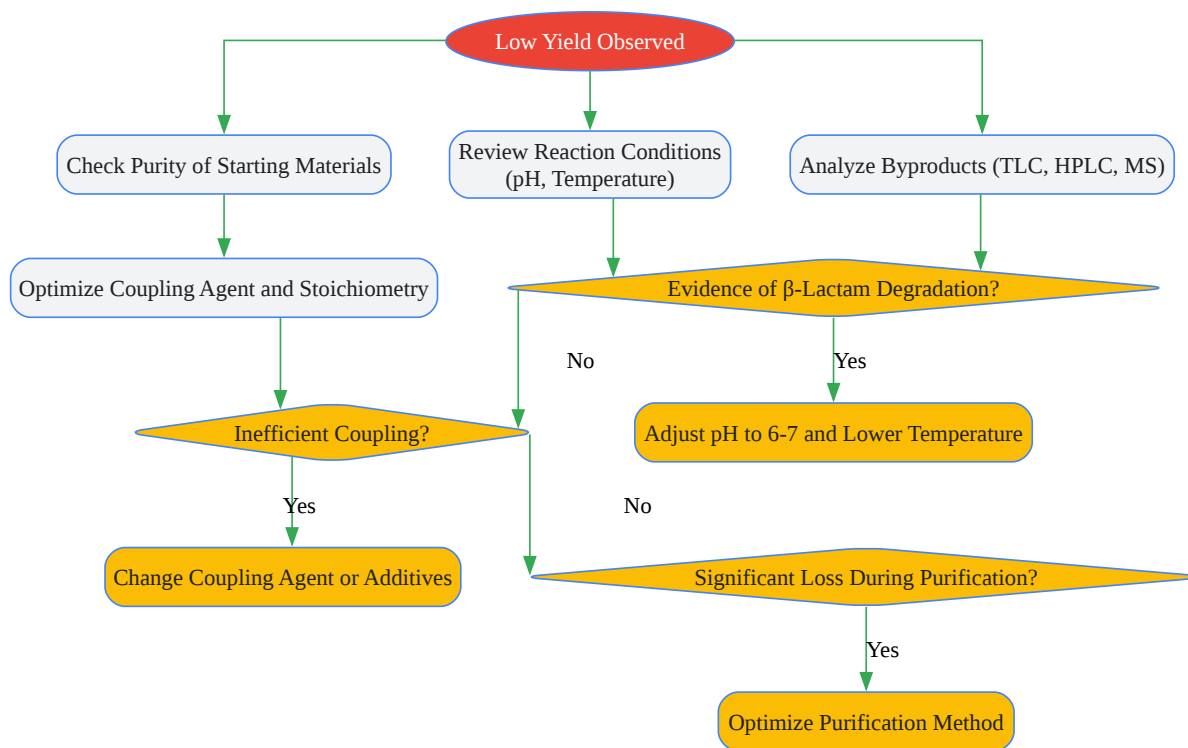 Low Yield Observed
Check Purity of Starting Materials
Review Reaction Conditions
(pH, Temperature)
Analyze Byproducts (TLC, HPLC, MS)
Optimize Coupling Agent and Stoichiometry
Evidence of β-Lactam Degradation?
No
Yes
Inefficient Coupling?
Adjust pH to 6-7 and Lower Temperature
Yes
No
Change Coupling Agent or Additives
Significant Loss During Purification?
Yes
Optimize Purification Method